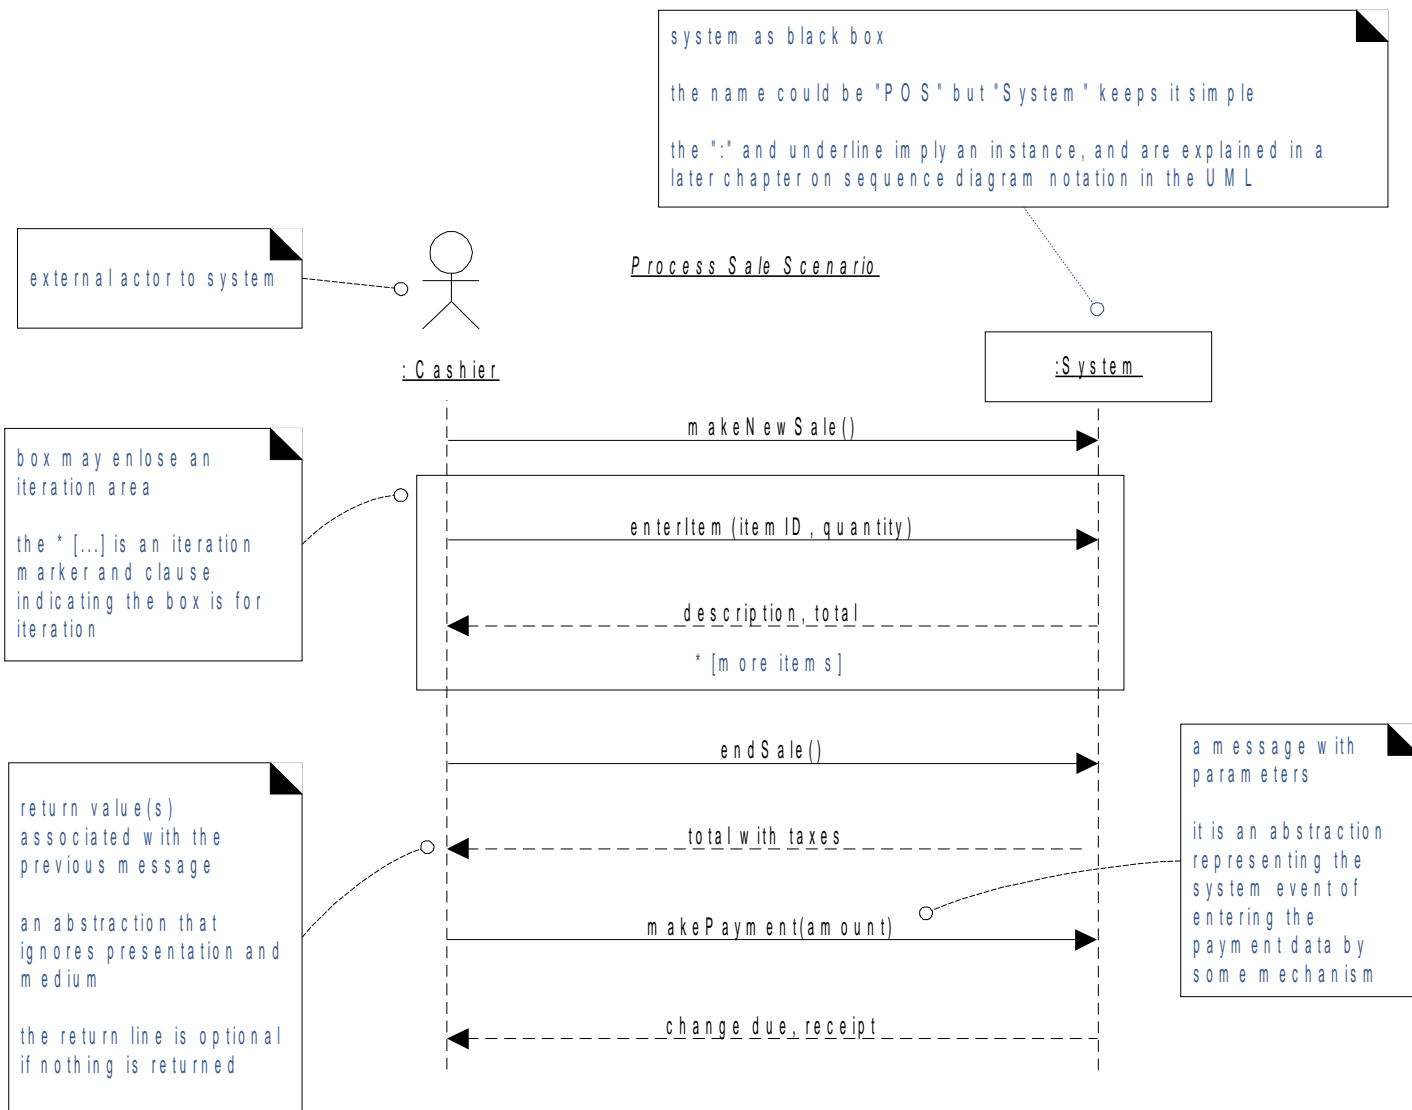 system as black box
the name could be "POS" but "System" keeps it simple
the ":" and underline imply an instance, and are explained in a
later chapter on sequence diagram notation in the UML
external actor to system
Process Sale Scenario
: Cashier
:System
makeNewSale()
box may enlose an
iteration area
the * [...] is an iteration
marker and clause
indicating the box is for
iteration
enterItem(itemID, quantity)
description, total
* [more items]
endSale()
a message with
parameters
it is an abstraction
representing the
system event of
entering the
payment data by
some mechanism
return value(s)
associated with the
previous message
an abstraction that
ignores presentation and
medium
the return line is optional
if nothing is returned
total with taxes
makePayment(amount)
change due, receipt